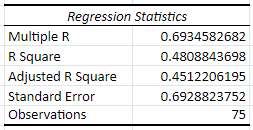 Regression Statistics
Multiple R 0.6934582682
R Square 0.4808843698
Adjusted R Square 0.4512206195
Standard Error 0.6928823752
Observations 75